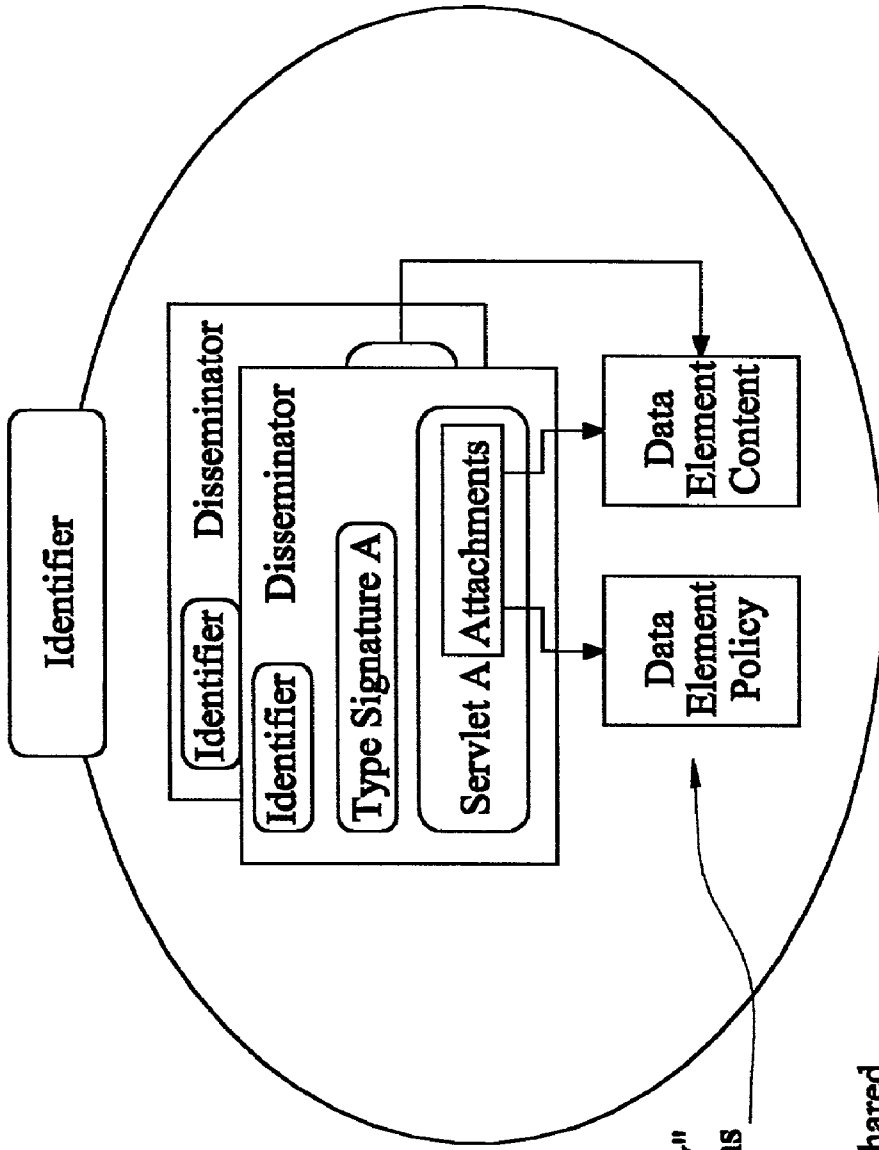 Identifier
Identifier
Disseminator
Identifier
Disseminator
Type Signature A
Servlet A
Attachments
Data
Element
Policy
Data
Element
Content